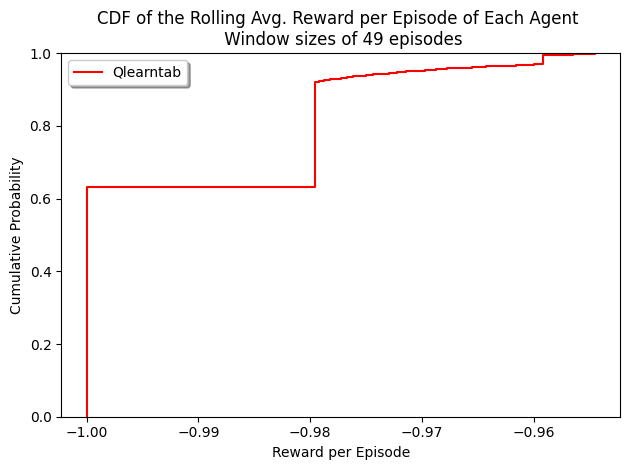 CDF of the Rolling Avg. Reward per Episode of Each Agent
Window sizes of 49 episodes
Qlearntab
1.0
0.8
0.6
0.4
0.2
0.0
Cumulative Probability
−1.00
−0.99
−0.98
−0.97
−0.96
Reward per Episode